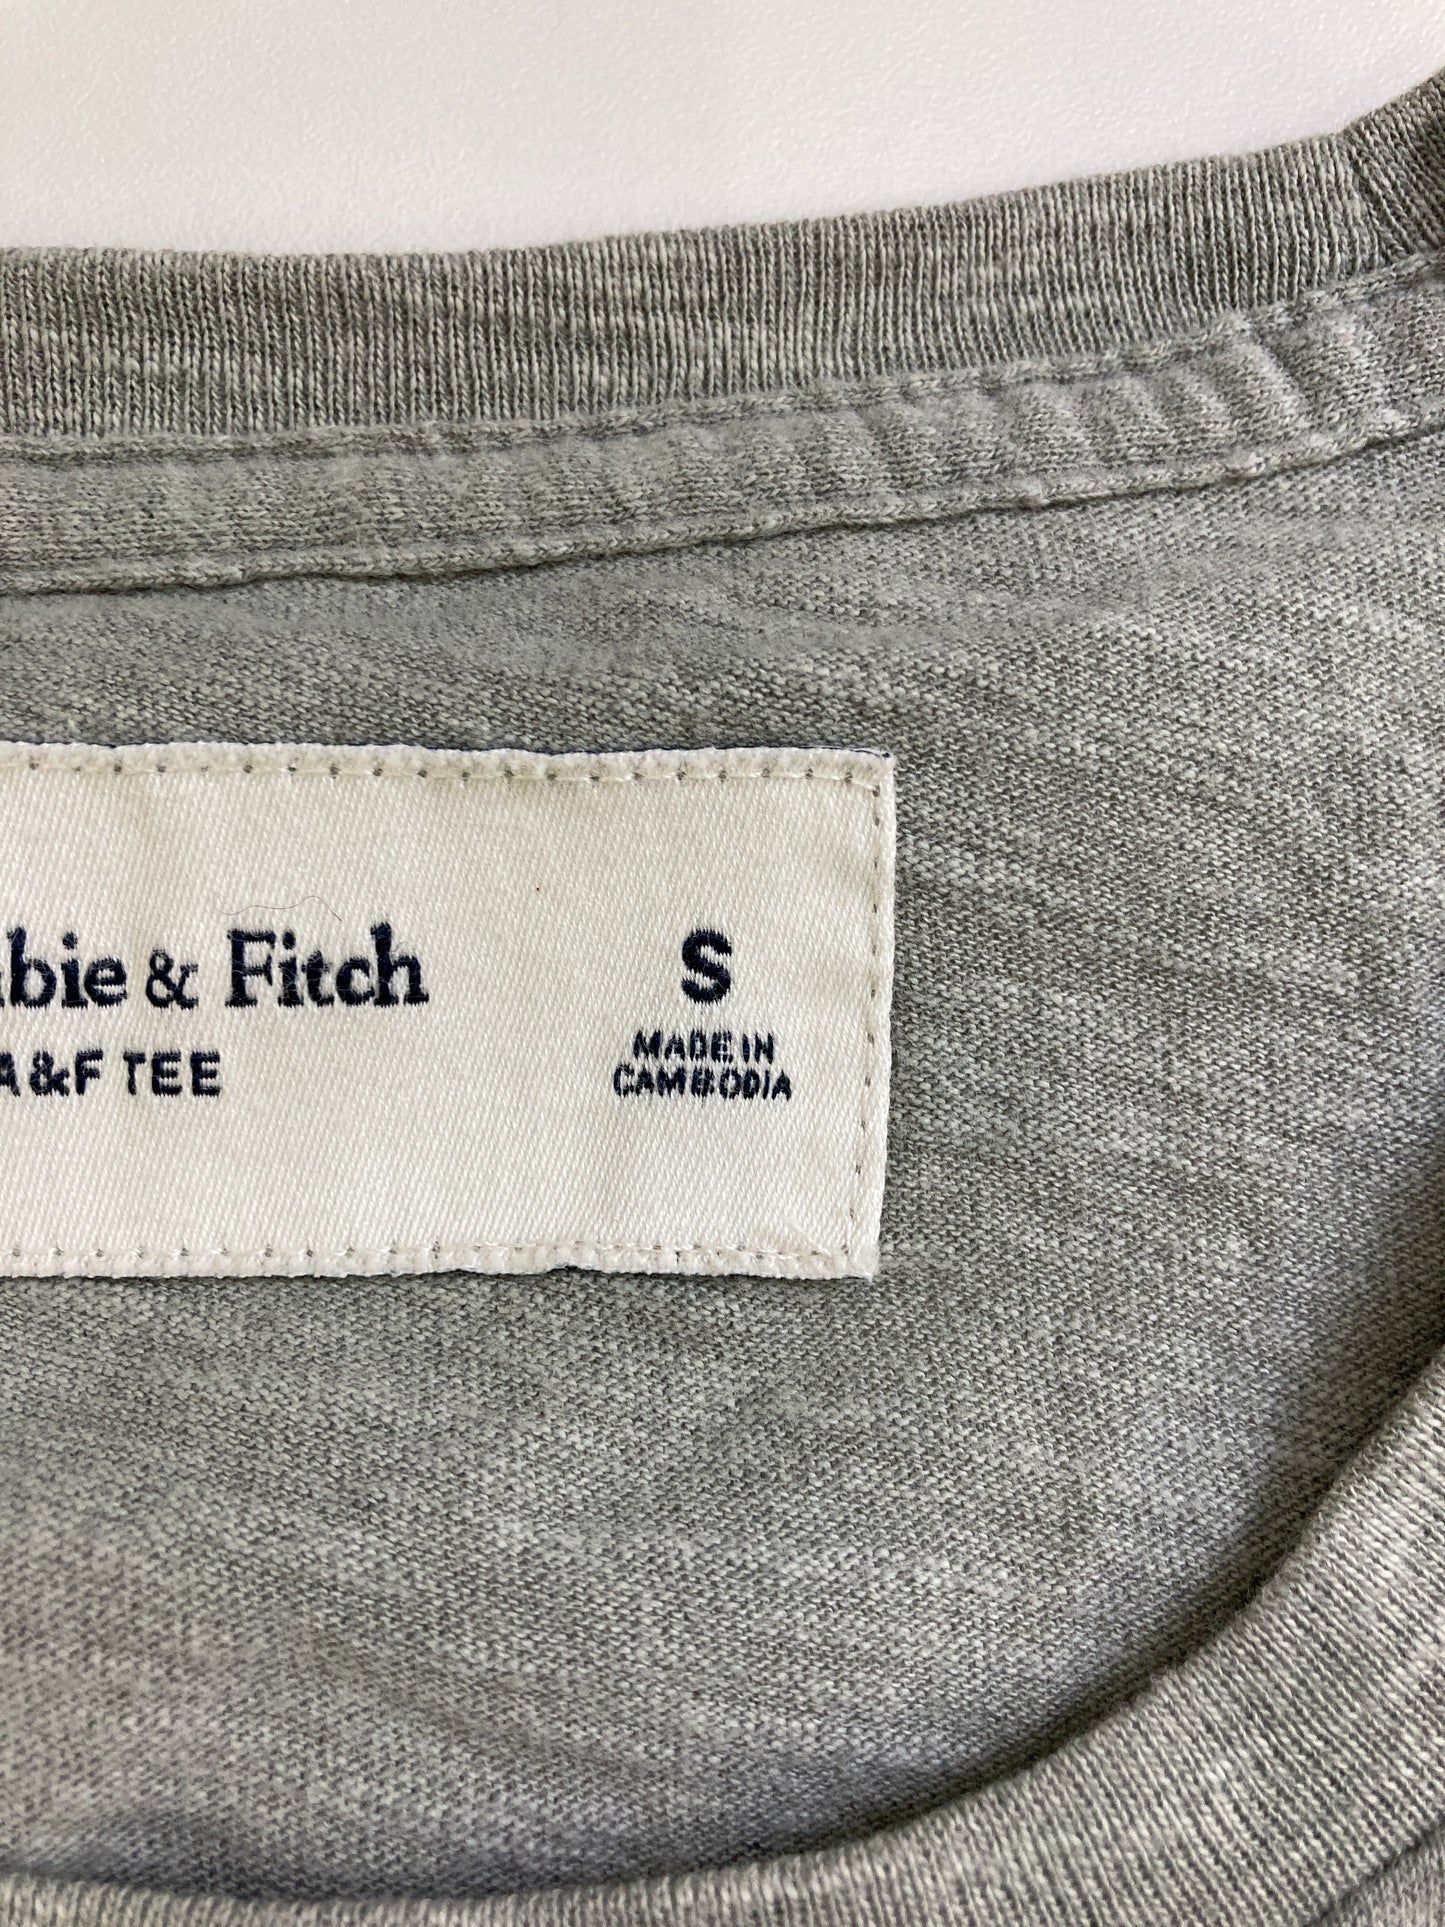 bie & Fitch
A&F TEE
S
MADE IN
CAMBODIA